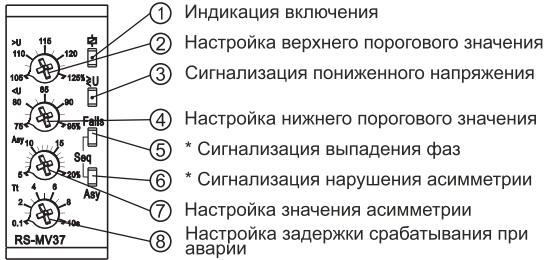 ① Индикация включения
② Настройка верхнего порогового значения
③ Сигнализация пониженного напряжения
④ Настройка нижнего порогового значения
⑤ * Сигнализация выпадения фаз
⑥ * Сигнализация нарушения асимметрии
⑦ Настройка значения асимметрии
⑧ Настройка задержки срабатывания при
аварии
>U 115
110 120
105 125%
≥U
<U 85
80 90
75 95%
Fails
Asy 10 15
5 20%
Seq
Asy
Tt 4 6
2 8
0.1 10s
RS-MV37